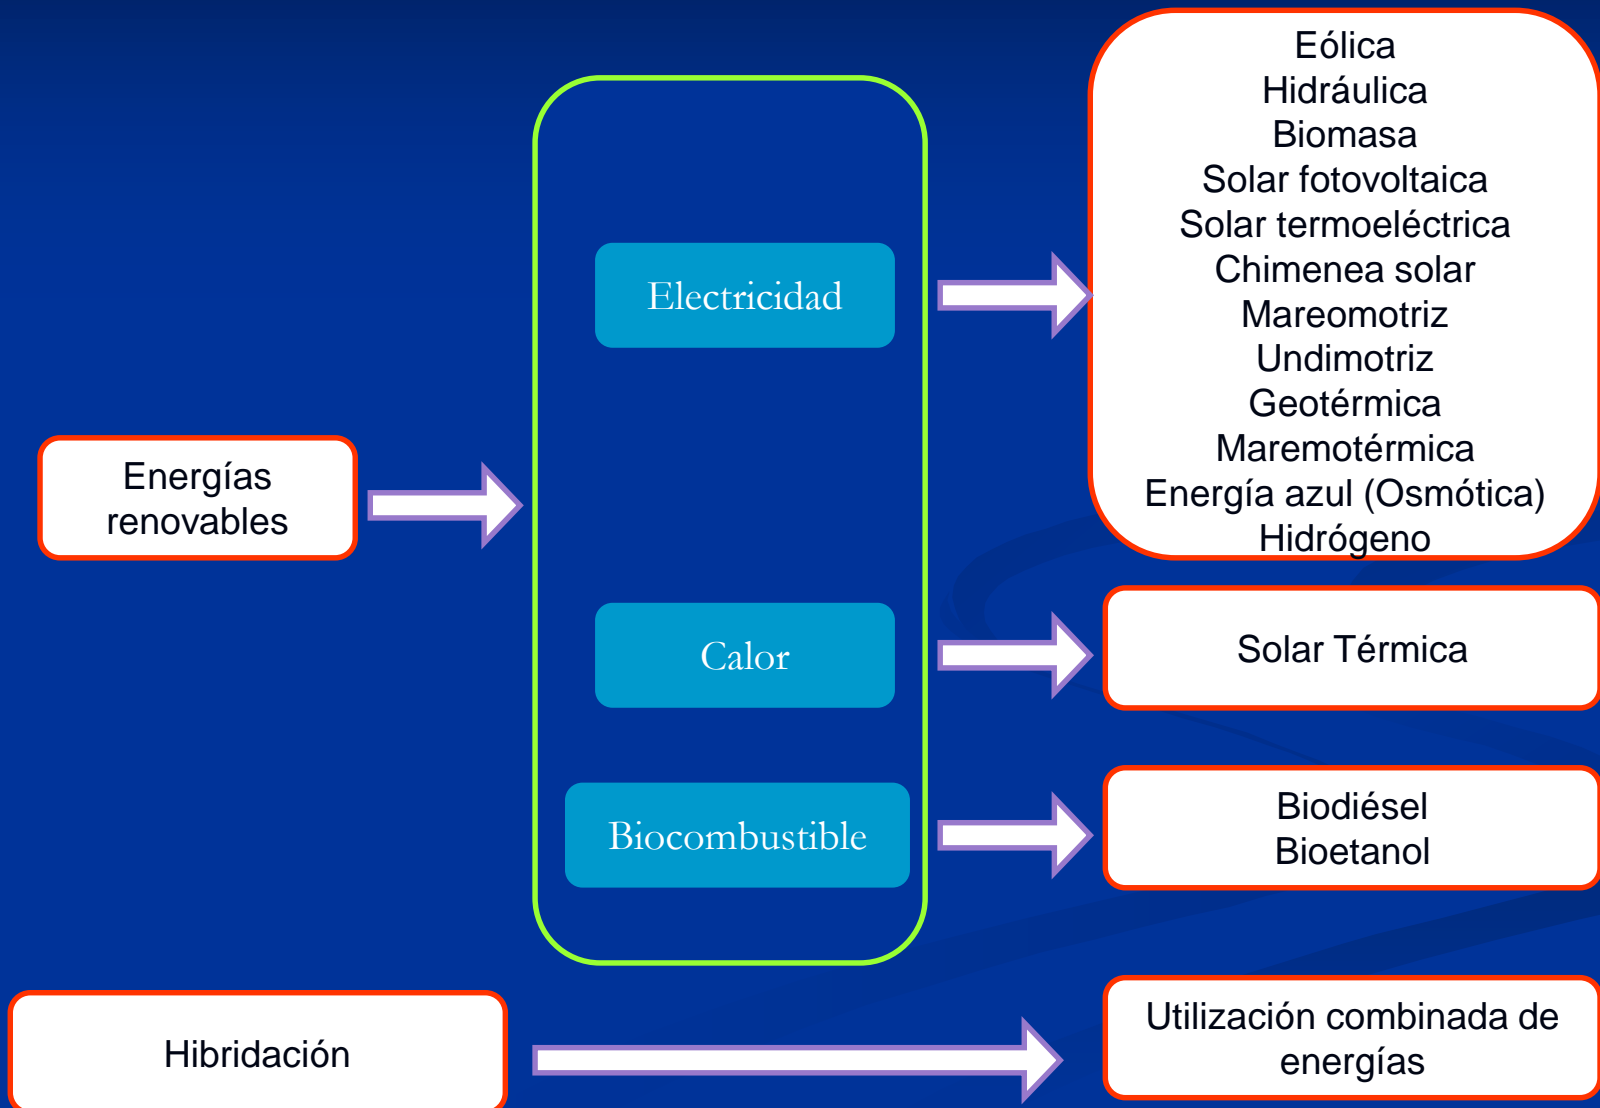 Energías
renovables
Electricidad
Eólica
Hidráulica
Biomasa
Solar fotovoltaica
Solar termoeléctrica
Chimenea solar
Mareomotriz
Undimotriz
Geotérmica
Maremotérmica
Energía azul (Osmótica)
Hidrógeno
Calor
Solar Térmica
Biocombustible
Biodiésel
Bioetanol
Hibridación
Utilización combinada de
energías